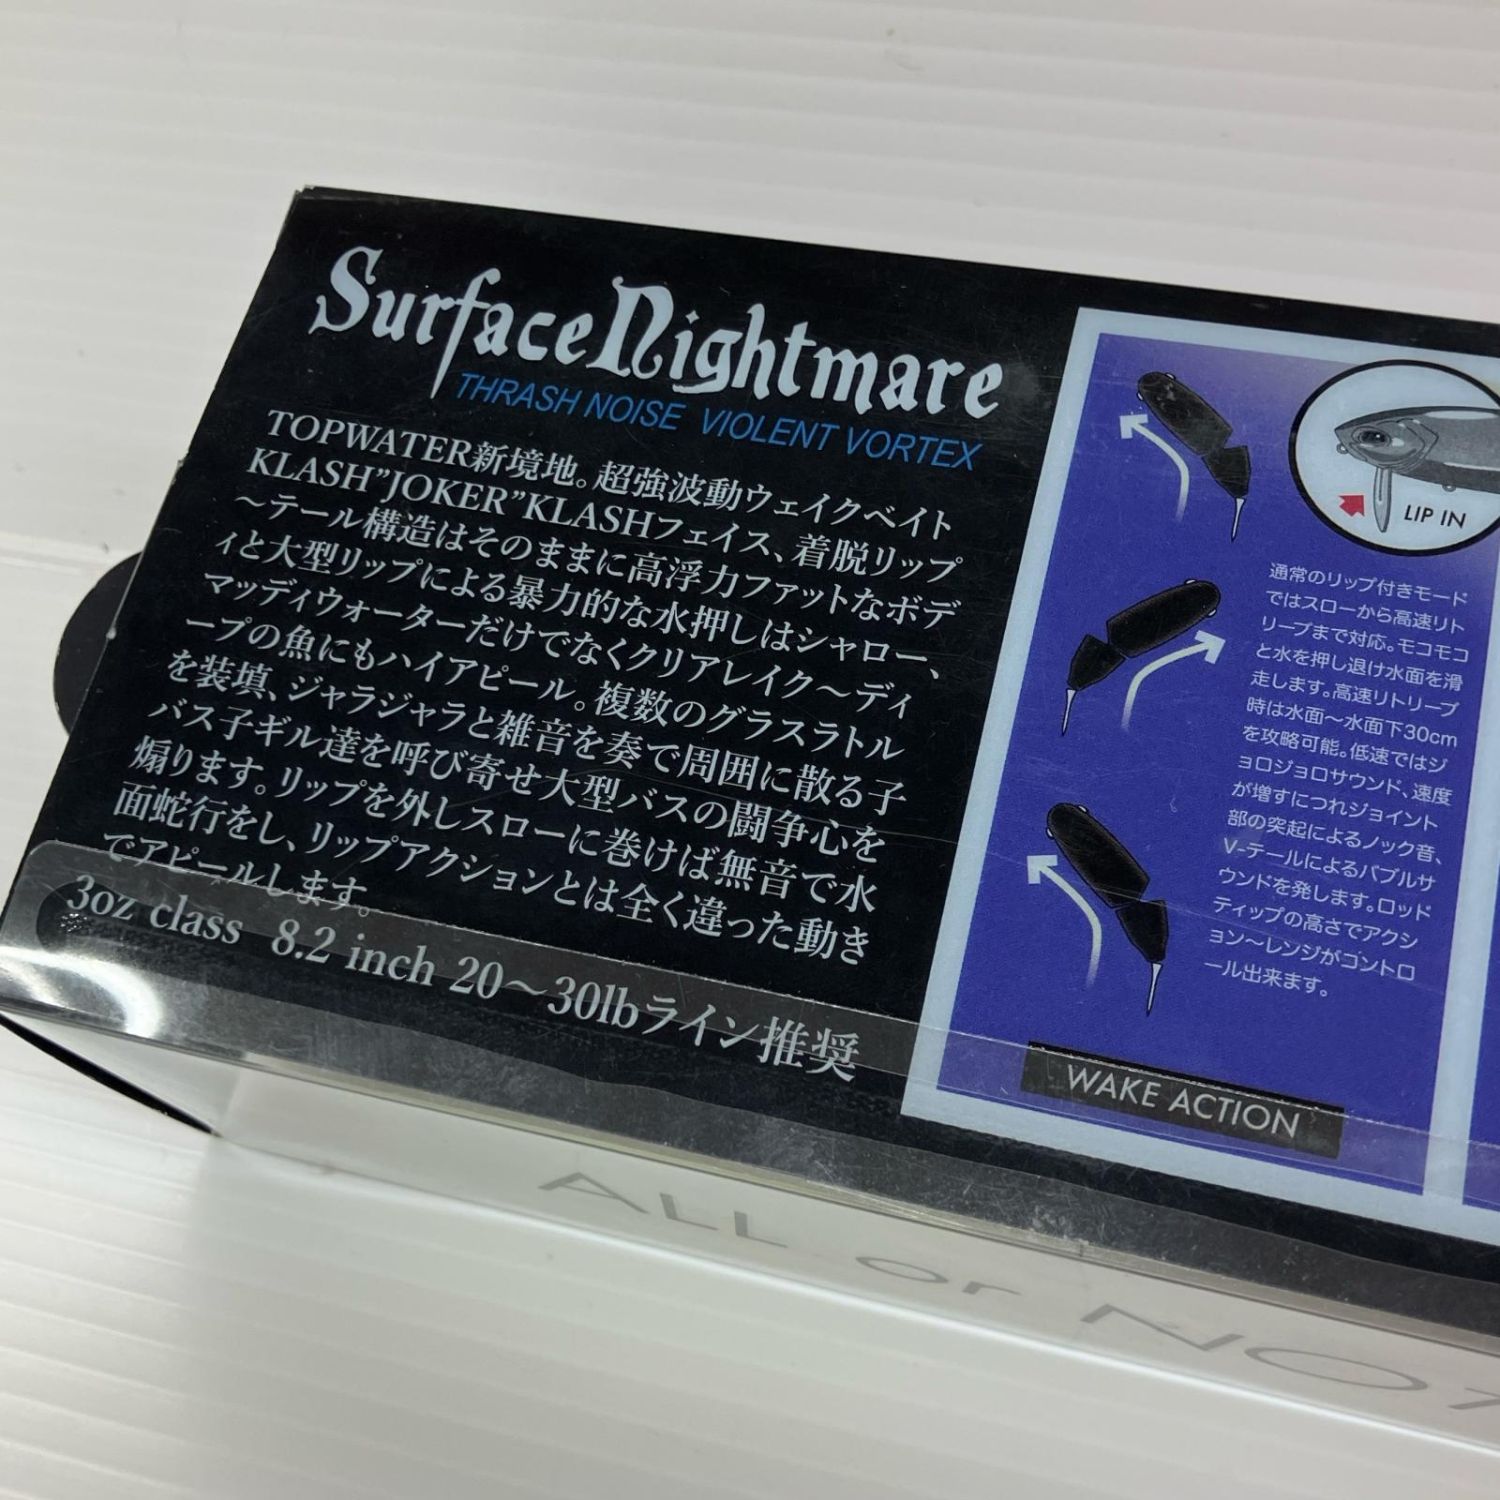 SurfaceNightmare
THRASH NOISE VIOLENT VORTEX
TOPWATER新境地。超強波動ウェイクベイト
KLASH"JOKER"KLASHフェイス、着脱リップ
～テール構造はそのままに高浮力ファットなボデ
ィと大型リップによる暴力的な水押しはシャロー、
マッディウォーターだけでなくクリアレイク～ディ
ープの魚にもハイアピール。複数のグラスラトル
を装填、ジャラジャラと雑音を奏で周囲に散る子
バス子ギル達を呼び寄せ大型バスの闘争心を
煽ります。リップを外しスローに巻けば無音で水
面蛇行をし、リップアクションとは全く違った動き
でアピールします。
3oz class 8.2 inch 20～30lbライン推奨
LIP IN
通常のリップ付きモード
ではスローから高速リト
リーブまで対応。モコモコ
と水を押し退け水面を滑
走します。高速リトリーブ
時は水面～水面下30cm
を攻略可能。低速ではジ
ョロジョロサウンド、速度
が増すにつれジョイント
部の突起によるノック音、
V-テールによるバブルサ
ウンドを発します。ロッド
ティップの高さでアクシ
ョン～レンジがコントロ
ール出来ます。
WAKE ACTION
ALL or NO